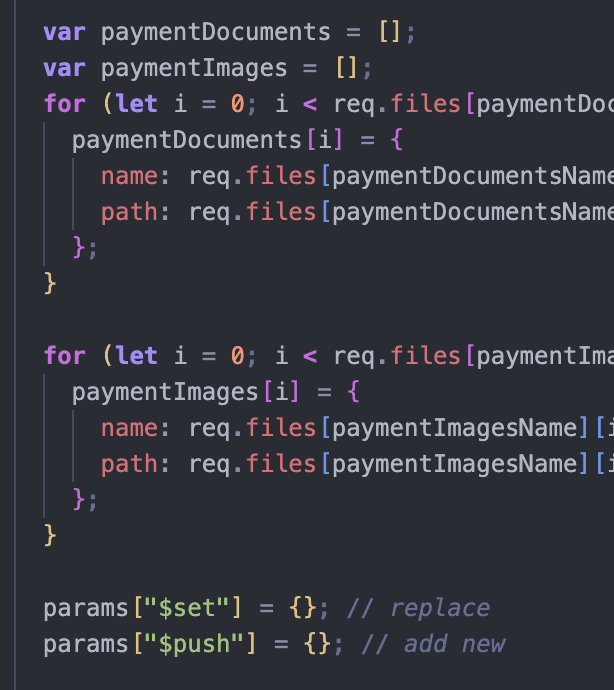 var paymentDocuments = [];
var paymentImages = [];
for (let i = 0; i < req.files[paymentDoc
paymentDocuments[i] = {
name: req.files[paymentDocumentsName
path: req.files[paymentDocumentsName
};
}
for (let i = 0; i < req.files[paymentIma
paymentImages[i] = {
name: req.files[paymentImagesName][i
path: req.files[paymentImagesName][i
};
}
params["$set"] = {}; // replace
params["$push"] = {}; // add new